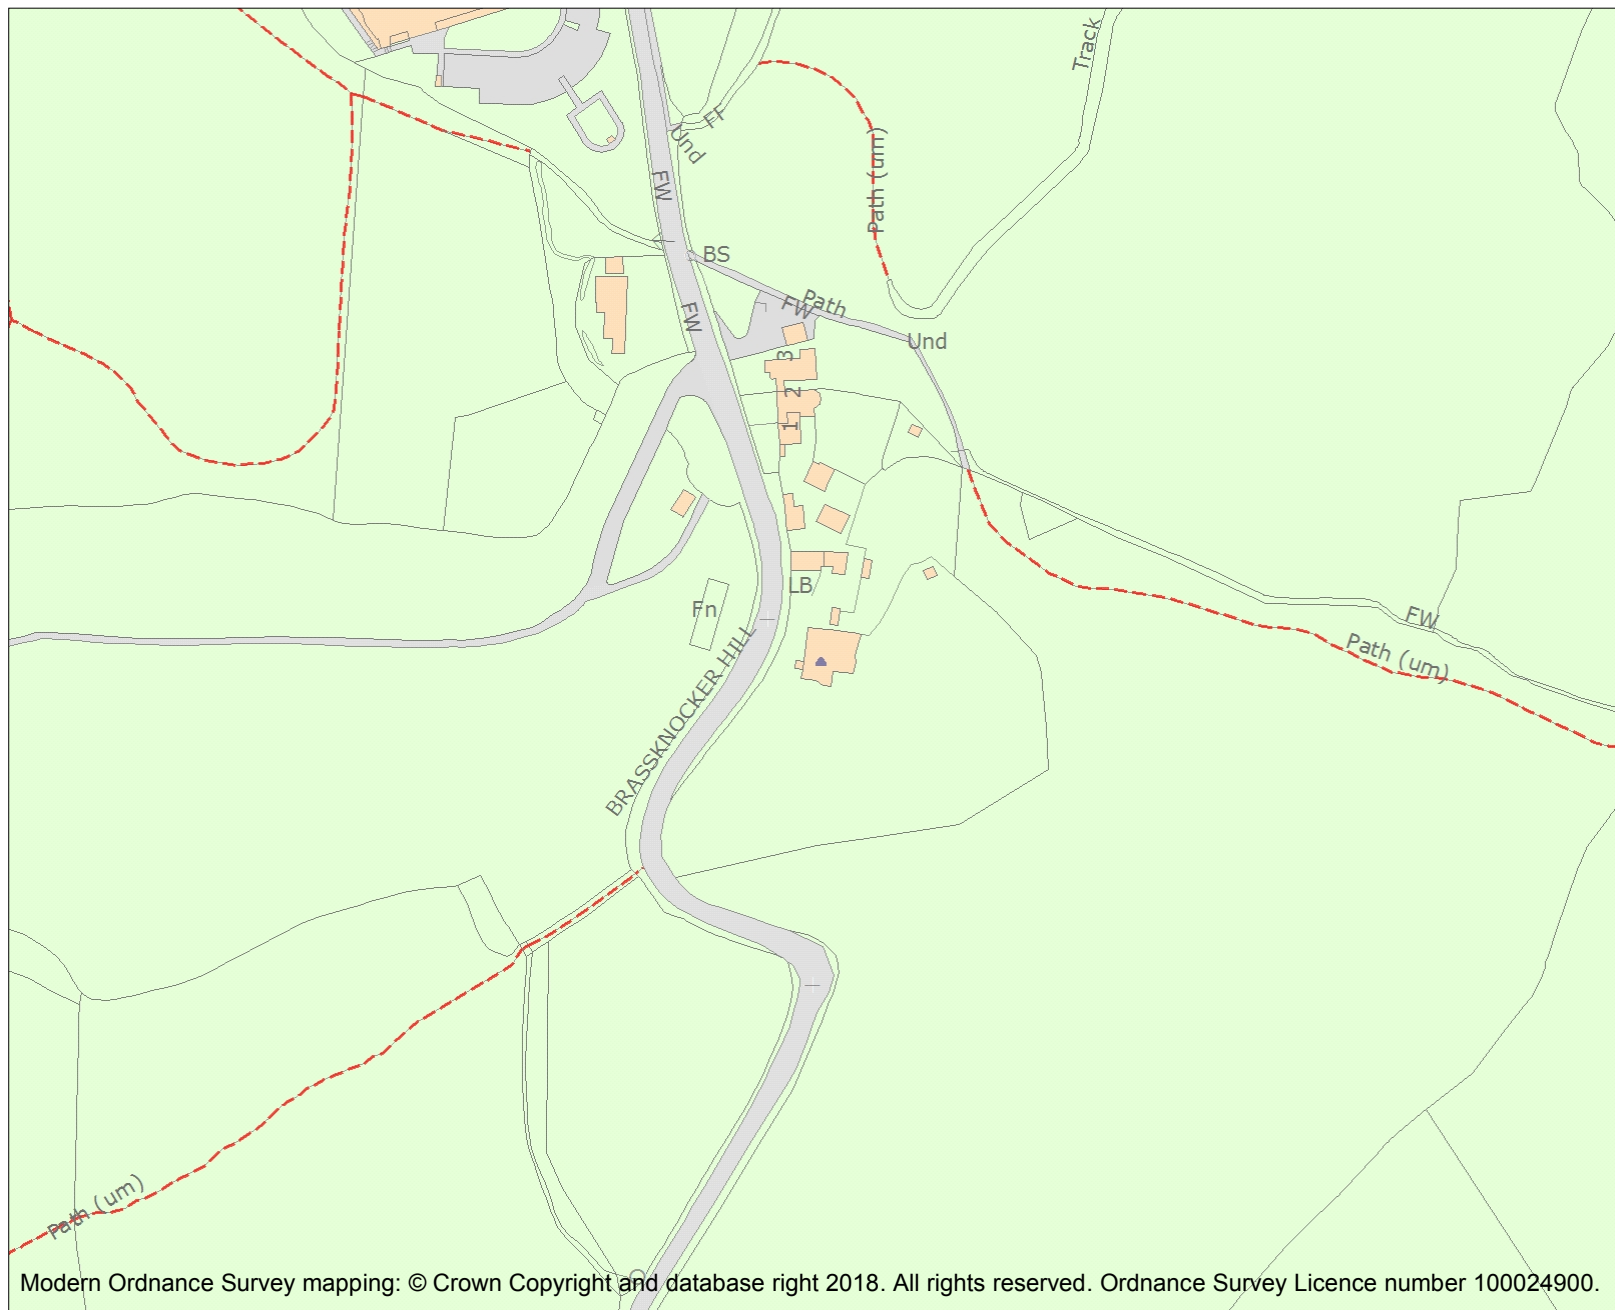 Track
FF
Und
Path (um)
FW
BS
Path
FW
FW
Und
3
2
1
LB
Fn
FW
BRASSKNOCKER HILL
Path (um)
Path (um)
Modern Ordnance Survey mapping: © Crown Copyright and database right 2018. All rights reserved. Ordnance Survey Licence number 100024900.